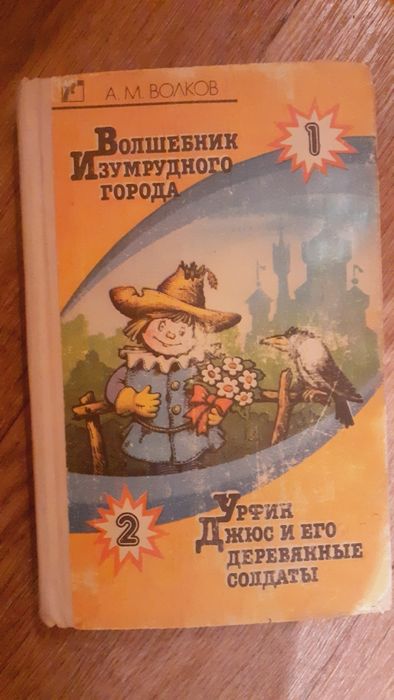 А. М. ВОЛКОВ
ВОЛШЕБНИК
ИЗУМРУДНОГО
ГОРОДА
1
2
УРФИН
ДЖЮС И ЕГО
ДЕРЕВЯННЫЕ
СОЛДАТЫ